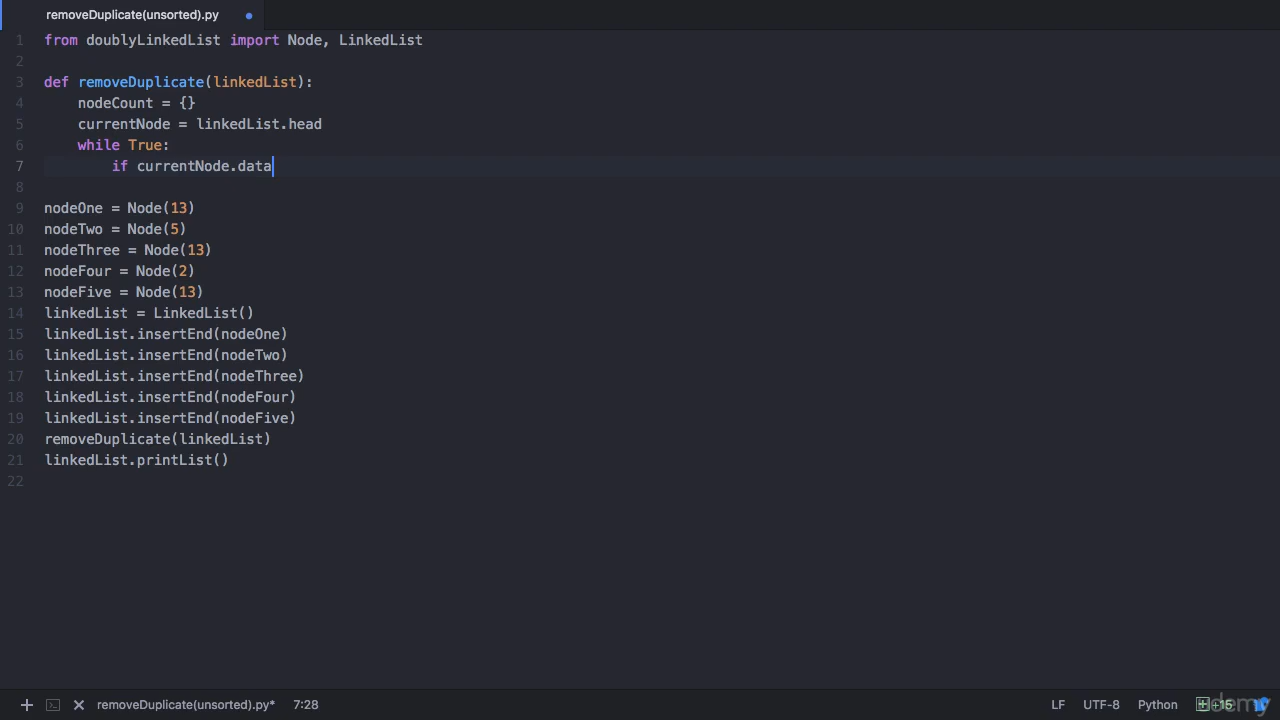 removeDuplicate(unsorted).py
1 from doublyLinkedList import Node, LinkedList
2
3 def removeDuplicate(linkedList):
4 nodeCount = {}
5 currentNode = linkedList.head
6 while True:
7 if currentNode.data
8
9 nodeOne = Node(13)
10 nodeTwo = Node(5)
11 nodeThree = Node(13)
12 nodeFour = Node(2)
13 nodeFive = Node(13)
14 linkedList = LinkedList()
15 linkedList.insertEnd(nodeOne)
16 linkedList.insertEnd(nodeTwo)
17 linkedList.insertEnd(nodeThree)
18 linkedList.insertEnd(nodeFour)
19 linkedList.insertEnd(nodeFive)
20 removeDuplicate(linkedList)
21 linkedList.printList()
22
removeDuplicate(unsorted).py* 7:28 LF UTF-8 Python +15
udemy